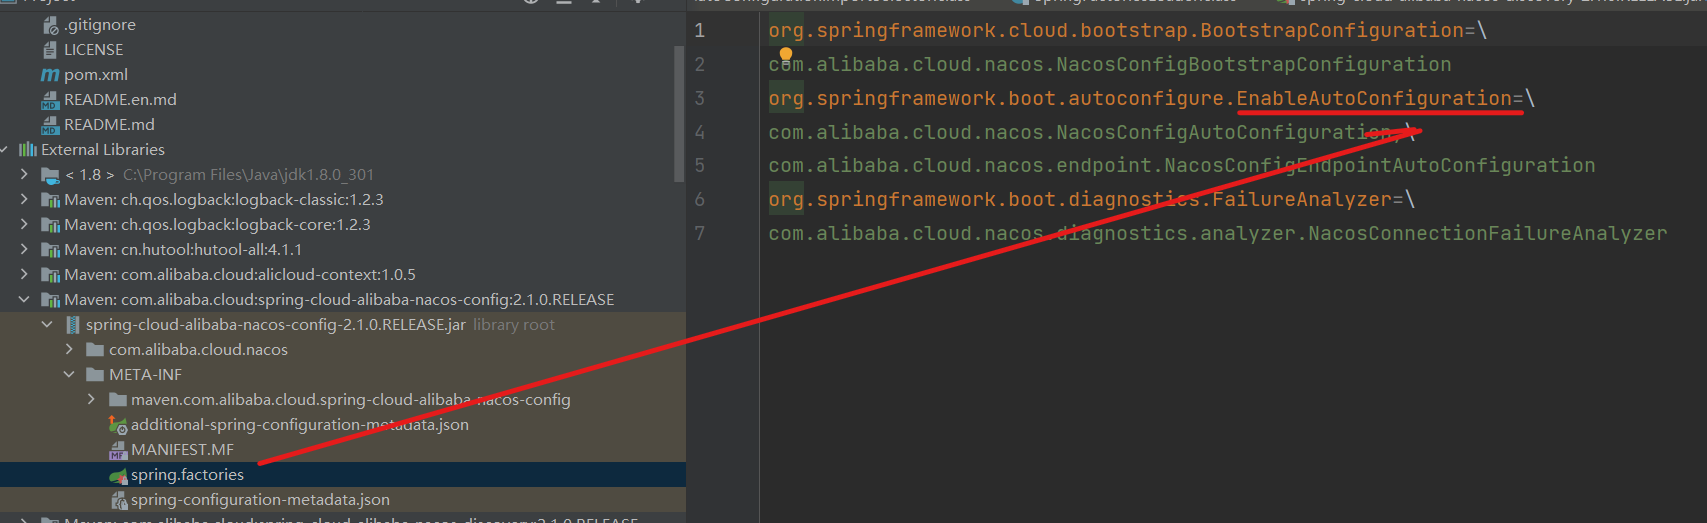 .gitignore
LICENSE
pom.xml
README.en.md
README.md
External Libraries
< 1.8 > C:\Program Files\Java\jdk1.8.0_301
Maven: ch.qos.logback:logback-classic:1.2.3
Maven: ch.qos.logback:logback-core:1.2.3
Maven: cn.hutool:hutool-all:4.1.1
Maven: com.alibaba.cloud:alicloud-context:1.0.5
Maven: com.alibaba.cloud:spring-cloud-alibaba-nacos-config:2.1.0.RELEASE
spring-cloud-alibaba-nacos-config-2.1.0.RELEASE.jar library root
com.alibaba.cloud.nacos
META-INF
maven.com.alibaba.cloud.spring-cloud-alibaba-nacos-config
additional-spring-configuration-metadata.json
MANIFEST.MF
spring.factories
spring-configuration-metadata.json
1 org.springframework.cloud.bootstrap.BootstrapConfiguration=\
2 com.alibaba.cloud.nacos.NacosConfigBootstrapConfiguration
3 org.springframework.boot.autoconfigure.EnableAutoConfiguration=\
4 com.alibaba.cloud.nacos.NacosConfigAutoConfiguration,\
5 com.alibaba.cloud.nacos.endpoint.NacosConfigEndpointAutoConfiguration
6 org.springframework.boot.diagnostics.FailureAnalyzer=\
7 com.alibaba.cloud.nacos.diagnostics.analyzer.NacosConnectionFailureAnalyzer